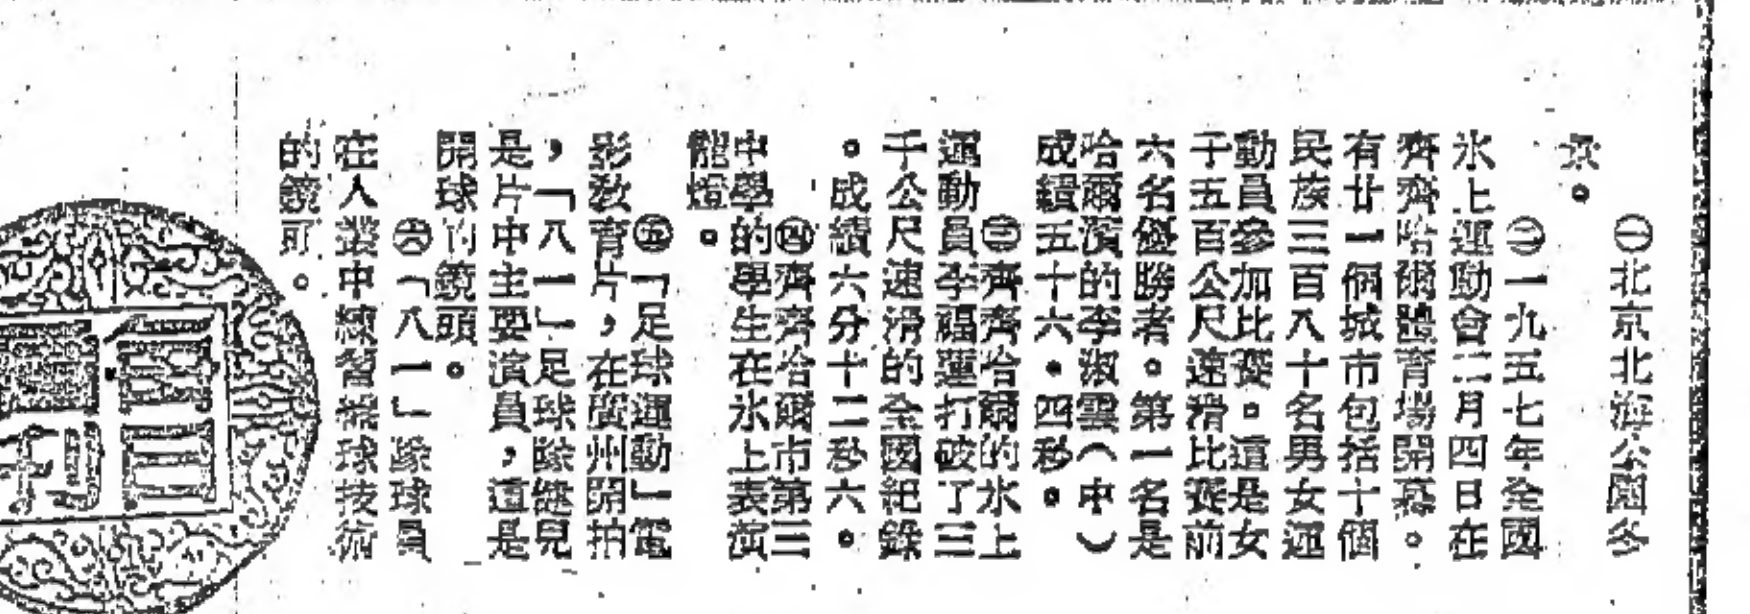 ㊀北京北海公園冬
京。
㊁一九五七年全國
氷上運動會二月四日在
齊齊哈爾體育場開幕。
有廿一個城市包括十個
民族三百八十名男女運
動員參加比賽。這是女
千五百公尺速滑比賽前
六名優勝者。第一名是
哈爾濱的李淑雲(中)
成績五十六・四秒。
㊂齊齊哈爾的氷上
運動員李福運打破了三
千公尺速滑的全國紀錄
。成績六分十二秒六。
㊃齊齊哈爾市第三
中學的學生在氷上表演
龍燈。
㊄「足球運動」電
影教育片,在廣州開拍
,「八一」足球隊健兒
是片中主要演員,這是
開球的鏡頭。
㊅「八一」隊球員
在人叢中練習 球技術
的鏡頭。